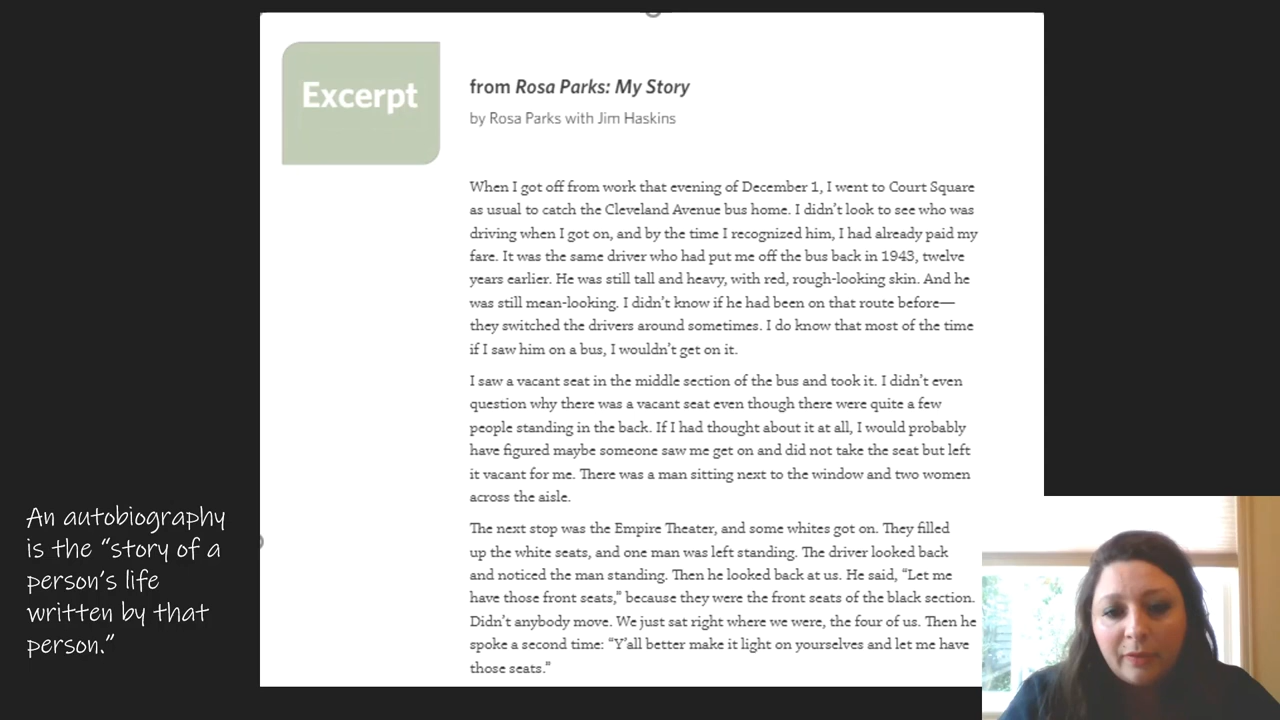 Excerpt
from Rosa Parks: My Story
by Rosa Parks with Jim Haskins
When I got off from work that evening of December 1, I went to Court Square
as usual to catch the Cleveland Avenue bus home. I didn’t look to see who was
driving when I got on, and by the time I recognized him, I had already paid my
fare. It was the same driver who had put me off the bus back in 1943, twelve
years earlier. He was still tall and heavy, with red, rough-looking skin. And he
was still mean-looking. I didn’t know if he had been on that route before—
they switched the drivers around sometimes. I do know that most of the time
if I saw him on a bus, I wouldn’t get on it.
I saw a vacant seat in the middle section of the bus and took it. I didn’t even
question why there was a vacant seat even though there were quite a few
people standing in the back. If I had thought about it at all, I would probably
have figured maybe someone saw me get on and did not take the seat but left
it vacant for me. There was a man sitting next to the window and two women
across the aisle.
The next stop was the Empire Theater, and some whites got on. They filled
up the white seats, and one man was left standing. The driver looked back
and noticed the man standing. Then he looked back at us. He said, “Let me
have those front seats,” because they were the front seats of the black section.
Didn’t anybody move. We just sat right where we were, the four of us. Then he
spoke a second time: “Y’all better make it light on yourselves and let me have
those seats.”
An autobiography
is the “story of a
person’s life
written by that
person.”